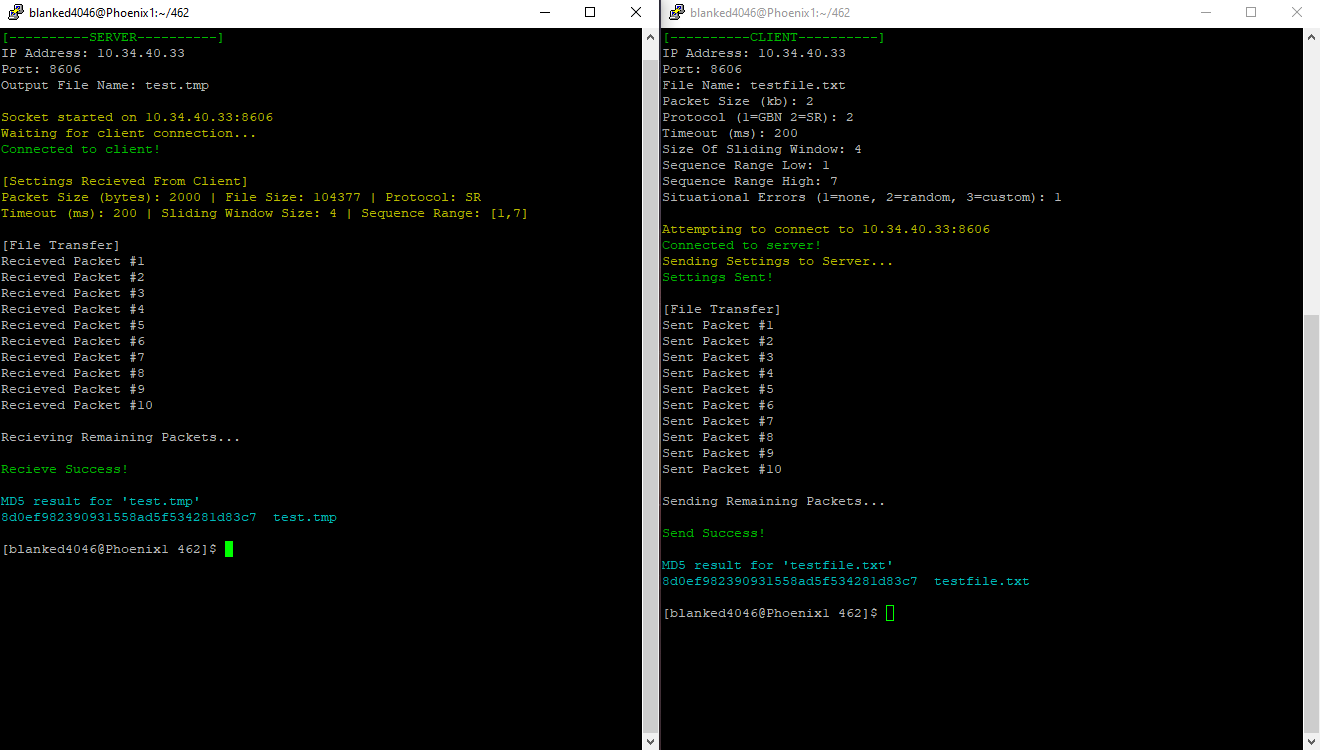 blanked4046@Phoenix1:~/462
[----------SERVER----------]
IP Address: 10.34.40.33
Port: 8606
Output File Name: test.tmp
Socket started on 10.34.40.33:8606
Waiting for client connection...
Connected to client!
[Settings Recieved From Client]
Packet Size (bytes): 2000 | File Size: 104377 | Protocol: SR
Timeout (ms): 200 | Sliding Window Size: 4 | Sequence Range: [1,7]
[File Transfer]
Recieved Packet #1
Recieved Packet #2
Recieved Packet #3
Recieved Packet #4
Recieved Packet #5
Recieved Packet #6
Recieved Packet #7
Recieved Packet #8
Recieved Packet #9
Recieved Packet #10
Recieving Remaining Packets...
Recieve Success!
MD5 result for 'test.tmp'
8d0ef982390931558ad5f534281d83c7  test.tmp
[blanked4046@Phoenix1 462]$
blanked4046@Phoenix1:~/462
[----------CLIENT----------]
IP Address: 10.34.40.33
Port: 8606
File Name: testfile.txt
Packet Size (kb): 2
Protocol (1=GBN 2=SR): 2
Timeout (ms): 200
Size Of Sliding Window: 4
Sequence Range Low: 1
Sequence Range High: 7
Situational Errors (1=none, 2=random, 3=custom): 1
Attempting to connect to 10.34.40.33:8606
Connected to server!
Sending Settings to Server...
Settings Sent!
[File Transfer]
Sent Packet #1
Sent Packet #2
Sent Packet #3
Sent Packet #4
Sent Packet #5
Sent Packet #6
Sent Packet #7
Sent Packet #8
Sent Packet #9
Sent Packet #10
Sending Remaining Packets...
Send Success!
MD5 result for 'testfile.txt'
8d0ef982390931558ad5f534281d83c7  testfile.txt
[blanked4046@Phoenix1 462]$